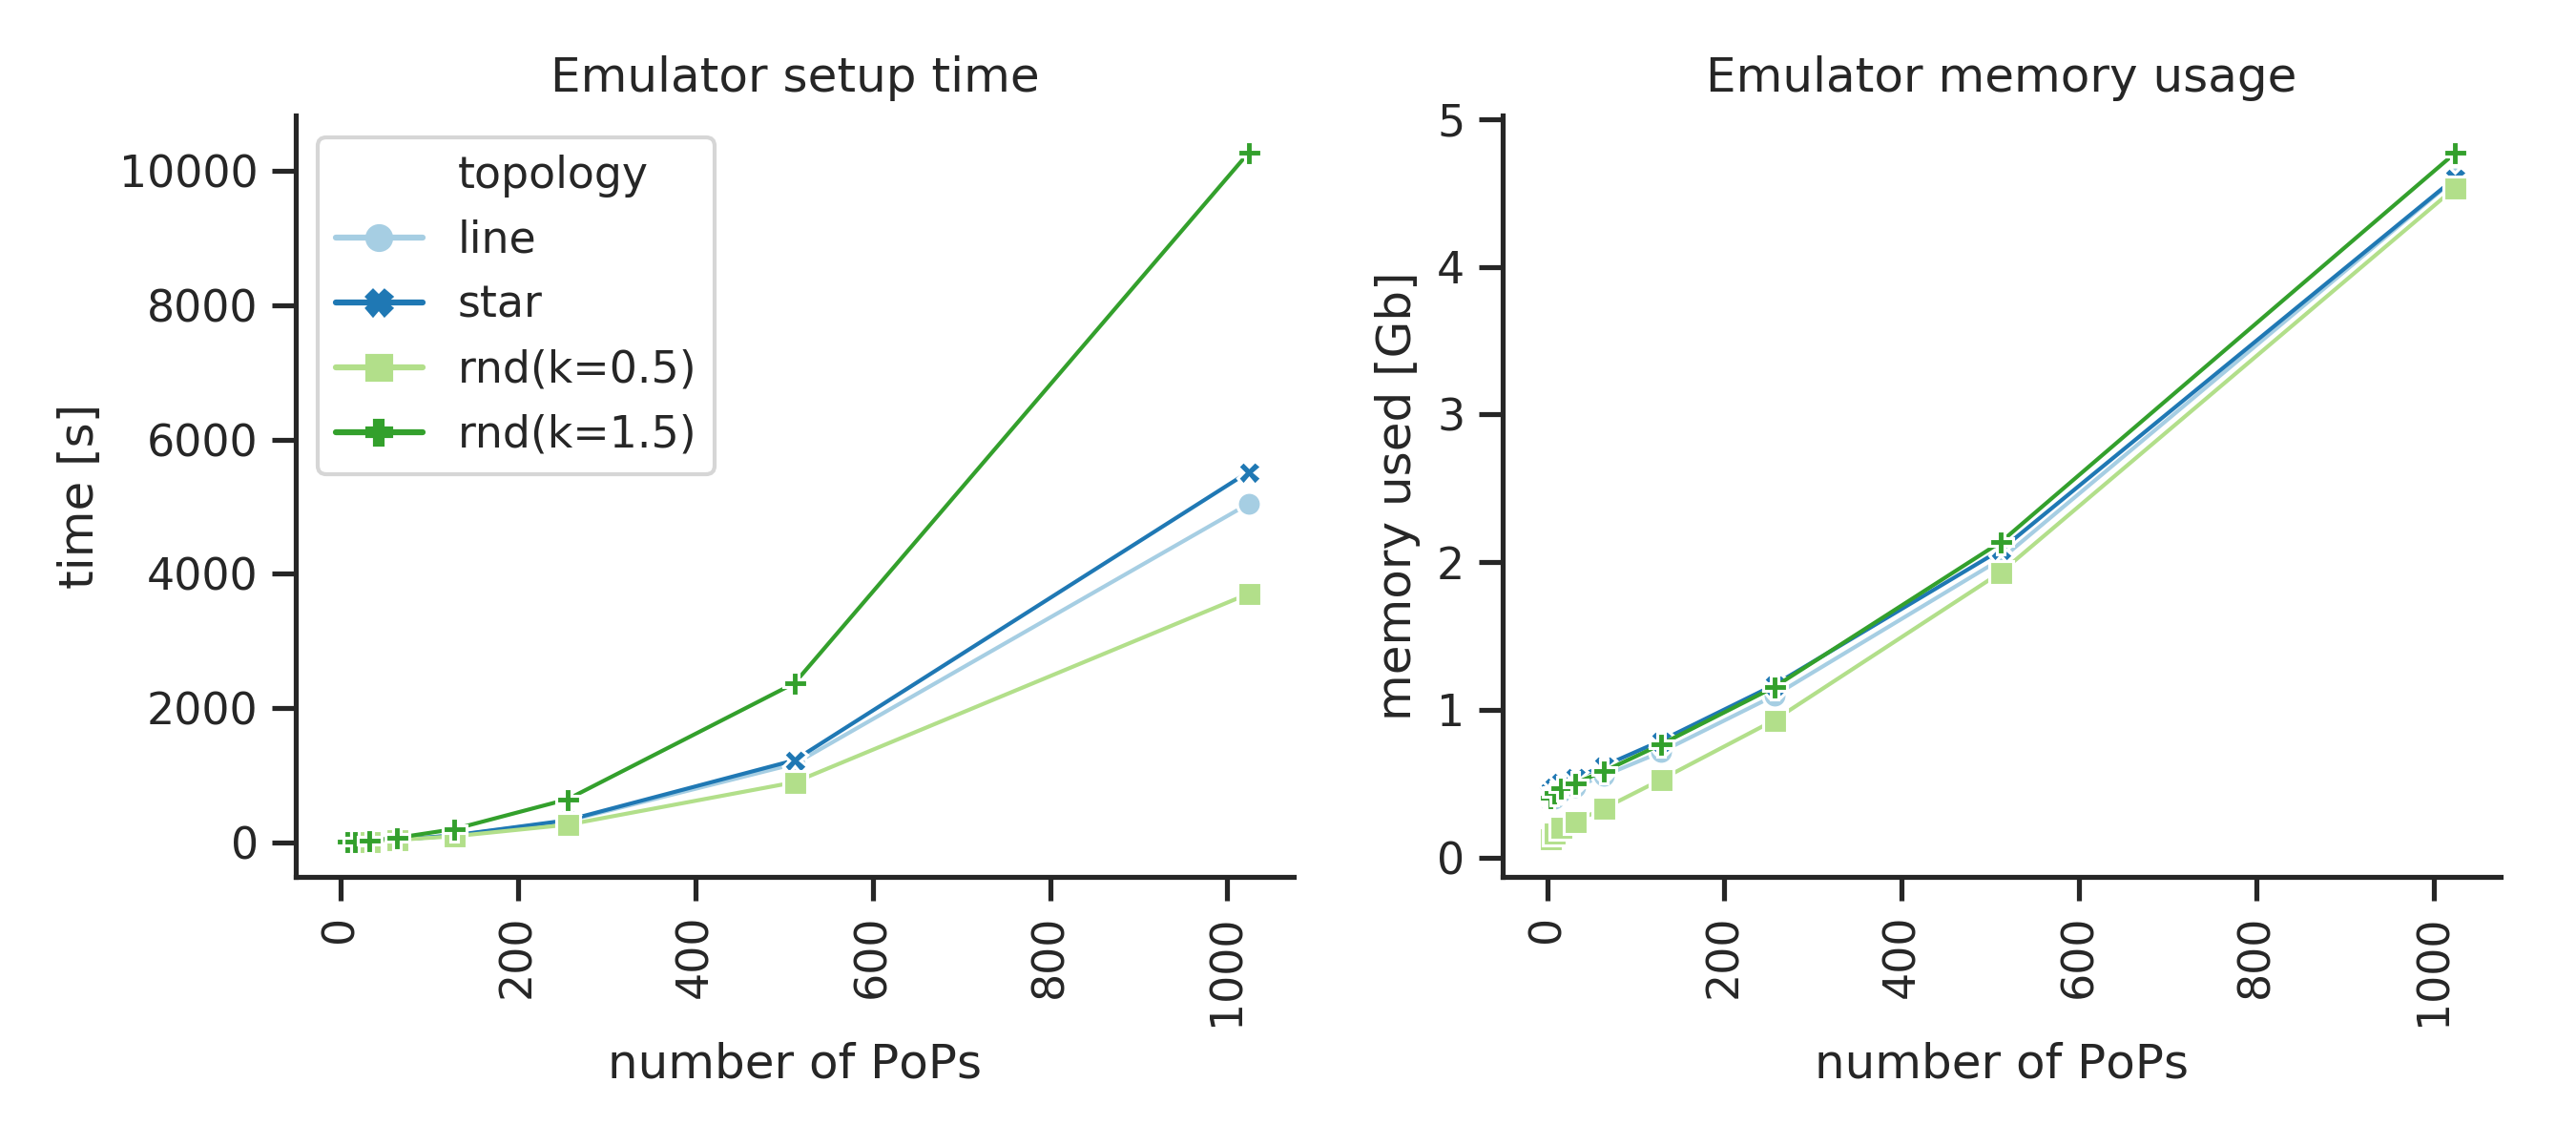 Emulator setup time
10000
8000
6000
4000
2000
0
time [s]
topology
line
star
rnd(k=0.5)
rnd(k=1.5)
0
200
400
600
800
1000
number of PoPs
Emulator memory usage
5
4
3
2
1
0
memory used [Gb]
0
200
400
600
800
1000
number of PoPs